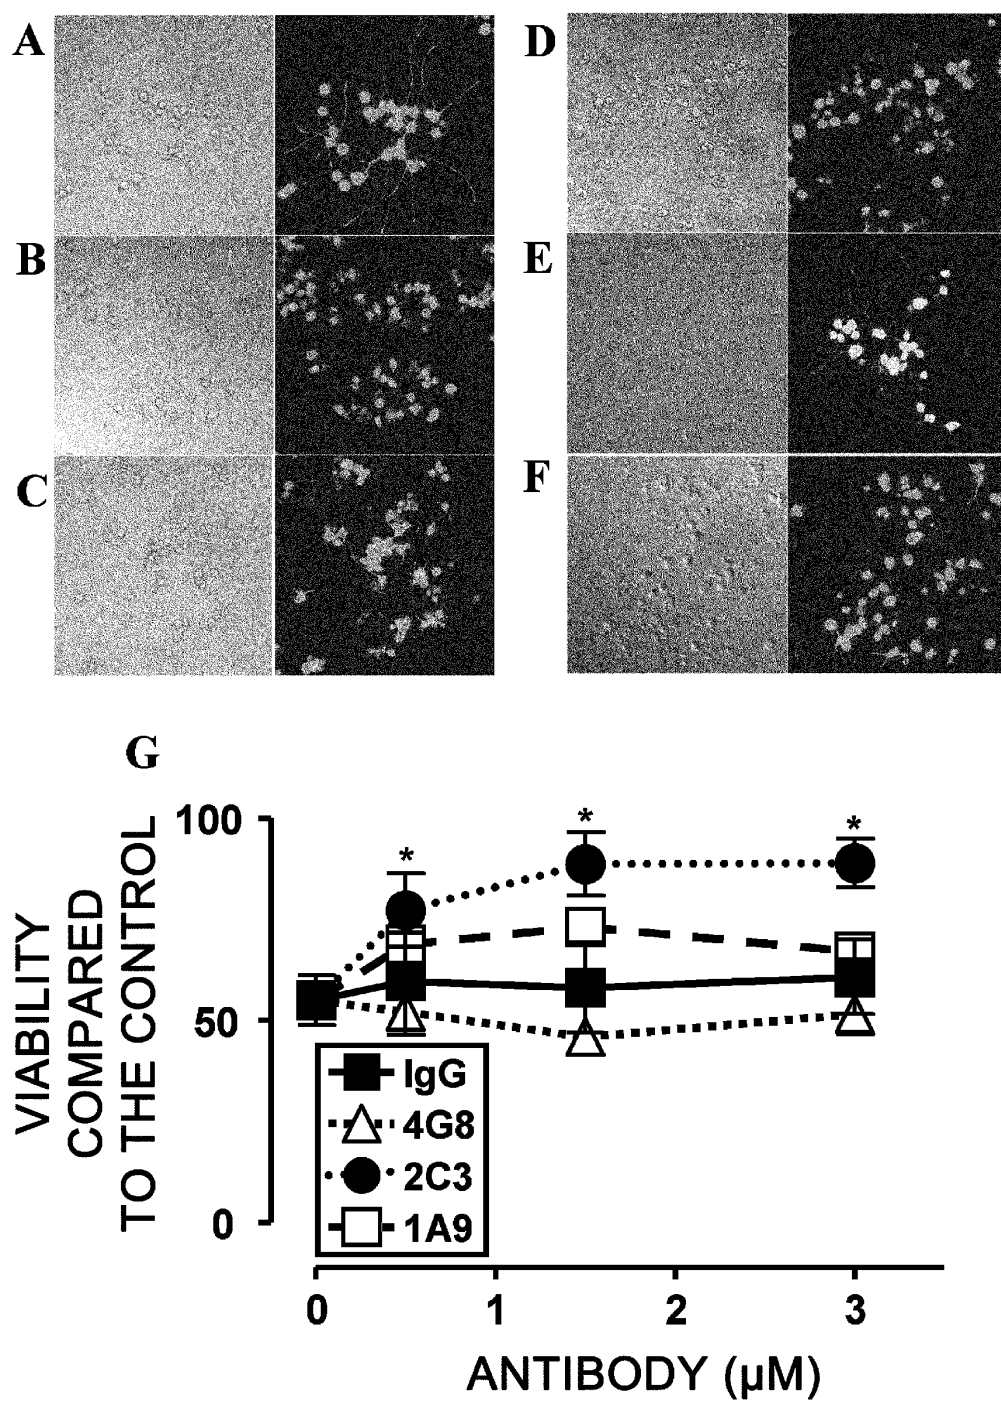 A
D
B
E
C
F
G
VIABILITY
COMPARED
TO THE CONTROL
100
50
0
*
*
*
IgG
4G8
2C3
1A9
0 1 2 3
ANTIBODY (µM)